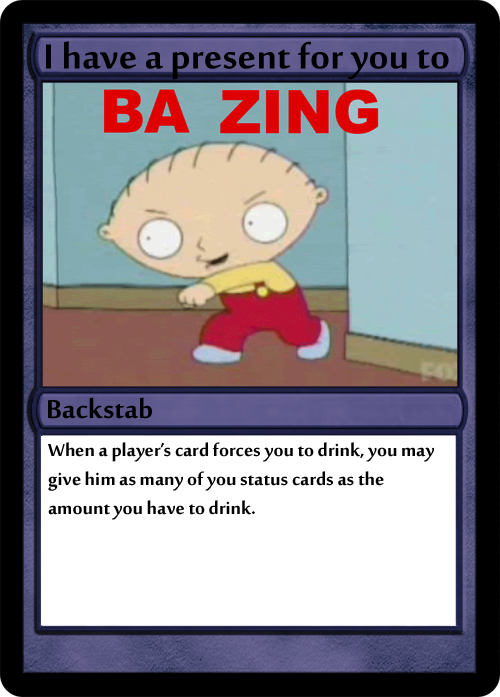 I have a present for you to
BA ZING
Backstab
When a player's card forces you to drink, you may
give him as many of you status cards as the
amount you have to drink.